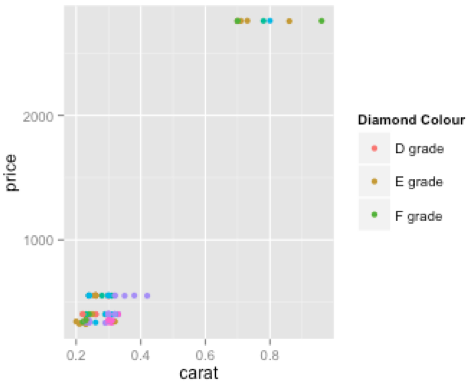 2000
1000
price
0.2 0.4 0.6 0.8
carat
Diamond Colour
D grade
E grade
F grade